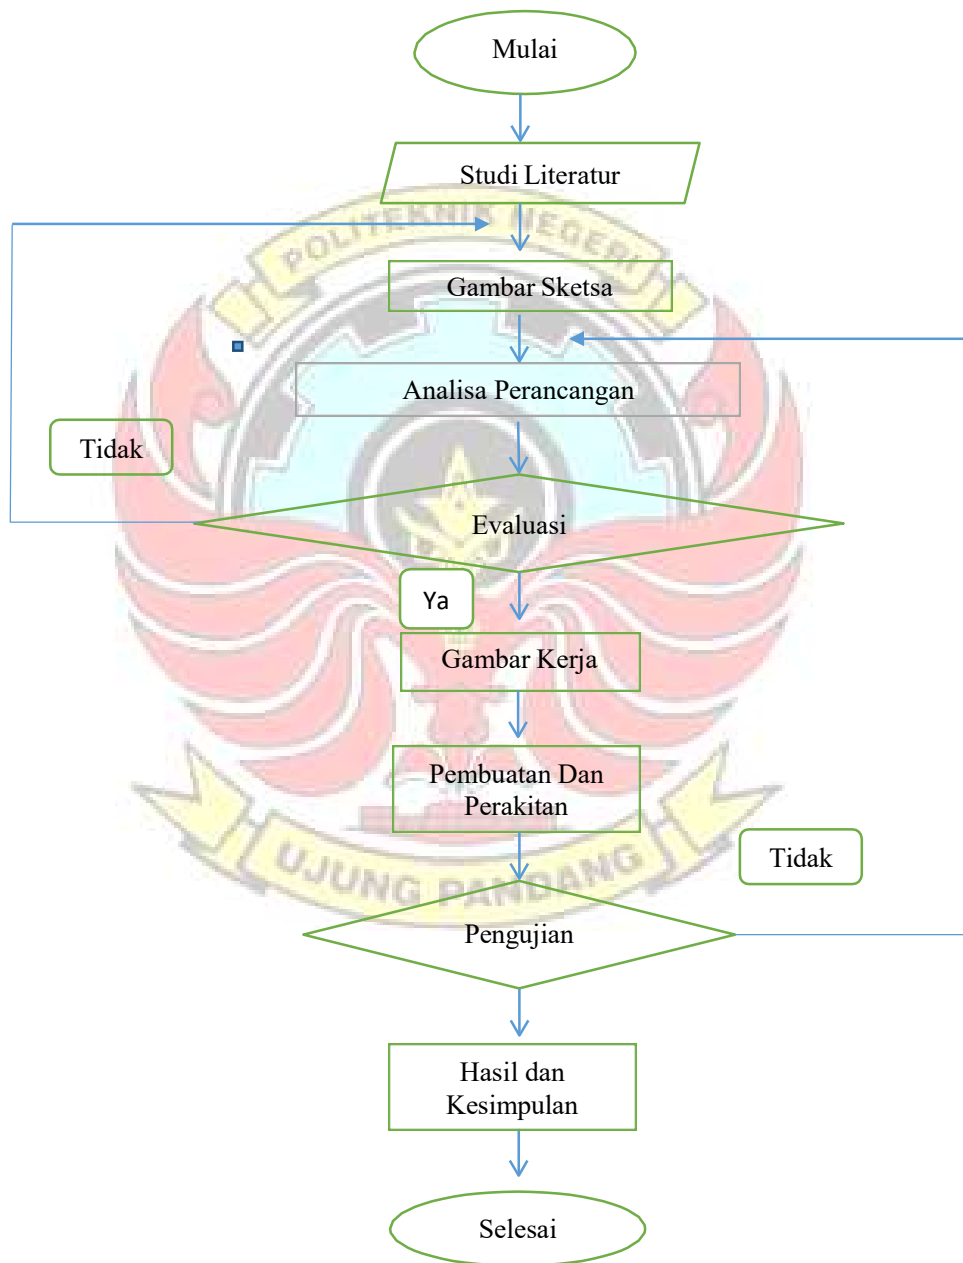 Mulai
Studi Literatur
POLITEKNIK NEGERI
Gambar Sketsa
Analisa Perancangan
Tidak
Evaluasi
Ya
Gambar Kerja
Pembuatan Dan
Perakitan
Tidak
UJUNG PANDANG
Pengujian
Hasil dan
Kesimpulan
Selesai